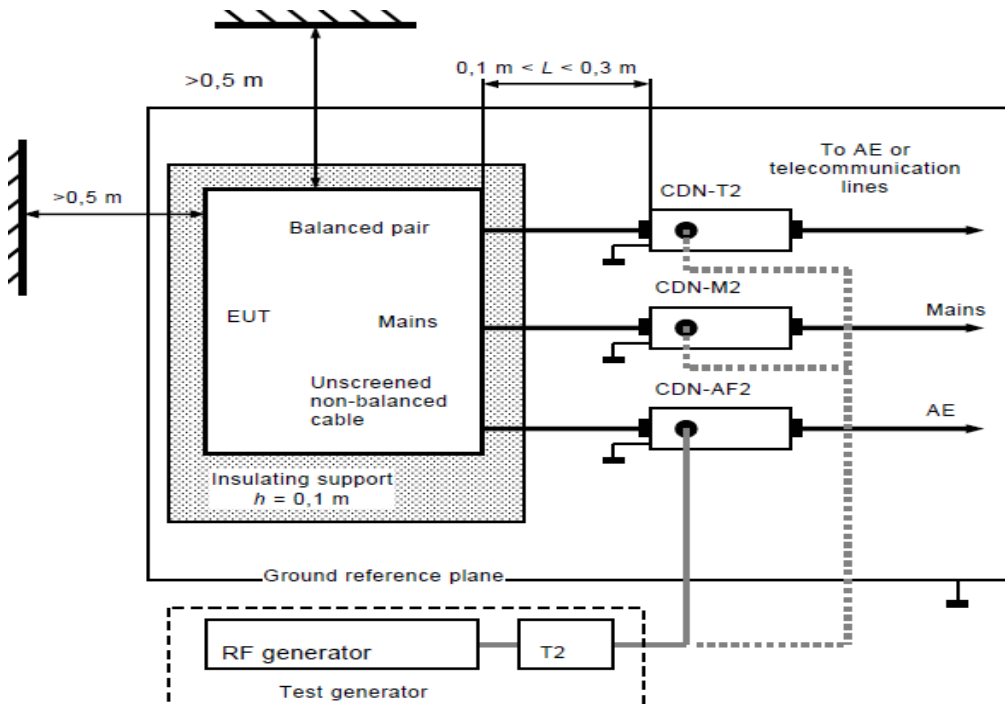 >0,5 m
0,1 m < L < 0,3 m
To AE or
telecommunication
lines
>0,5 m
CDN-T2
Balanced pair
CDN-M2
EUT
Mains
Mains
Unscreened
non-balanced
cable
CDN-AF2
AE
Insulating support
h = 0,1 m
Ground reference plane
RF generator
T2
Test generator